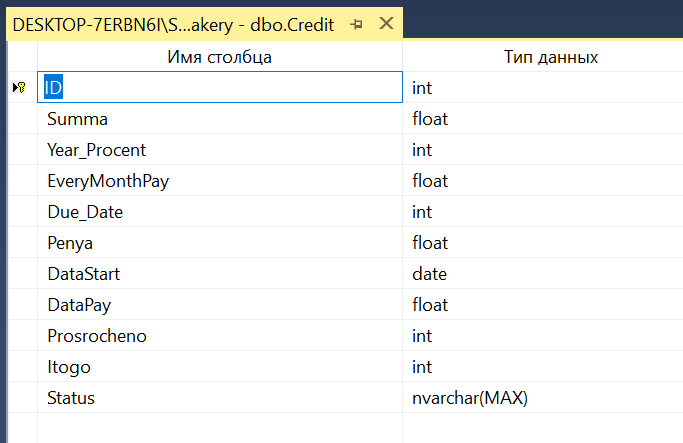 DESKTOP-7ERBN6I\S...akery - dbo.Credit
Имя столбца Тип данных
ID int
Summa float
Year_Procent int
EveryMonthPay float
Due_Date int
Penya float
DataStart date
DataPay float
Prosrocheno int
Itogo int
Status nvarchar(MAX)